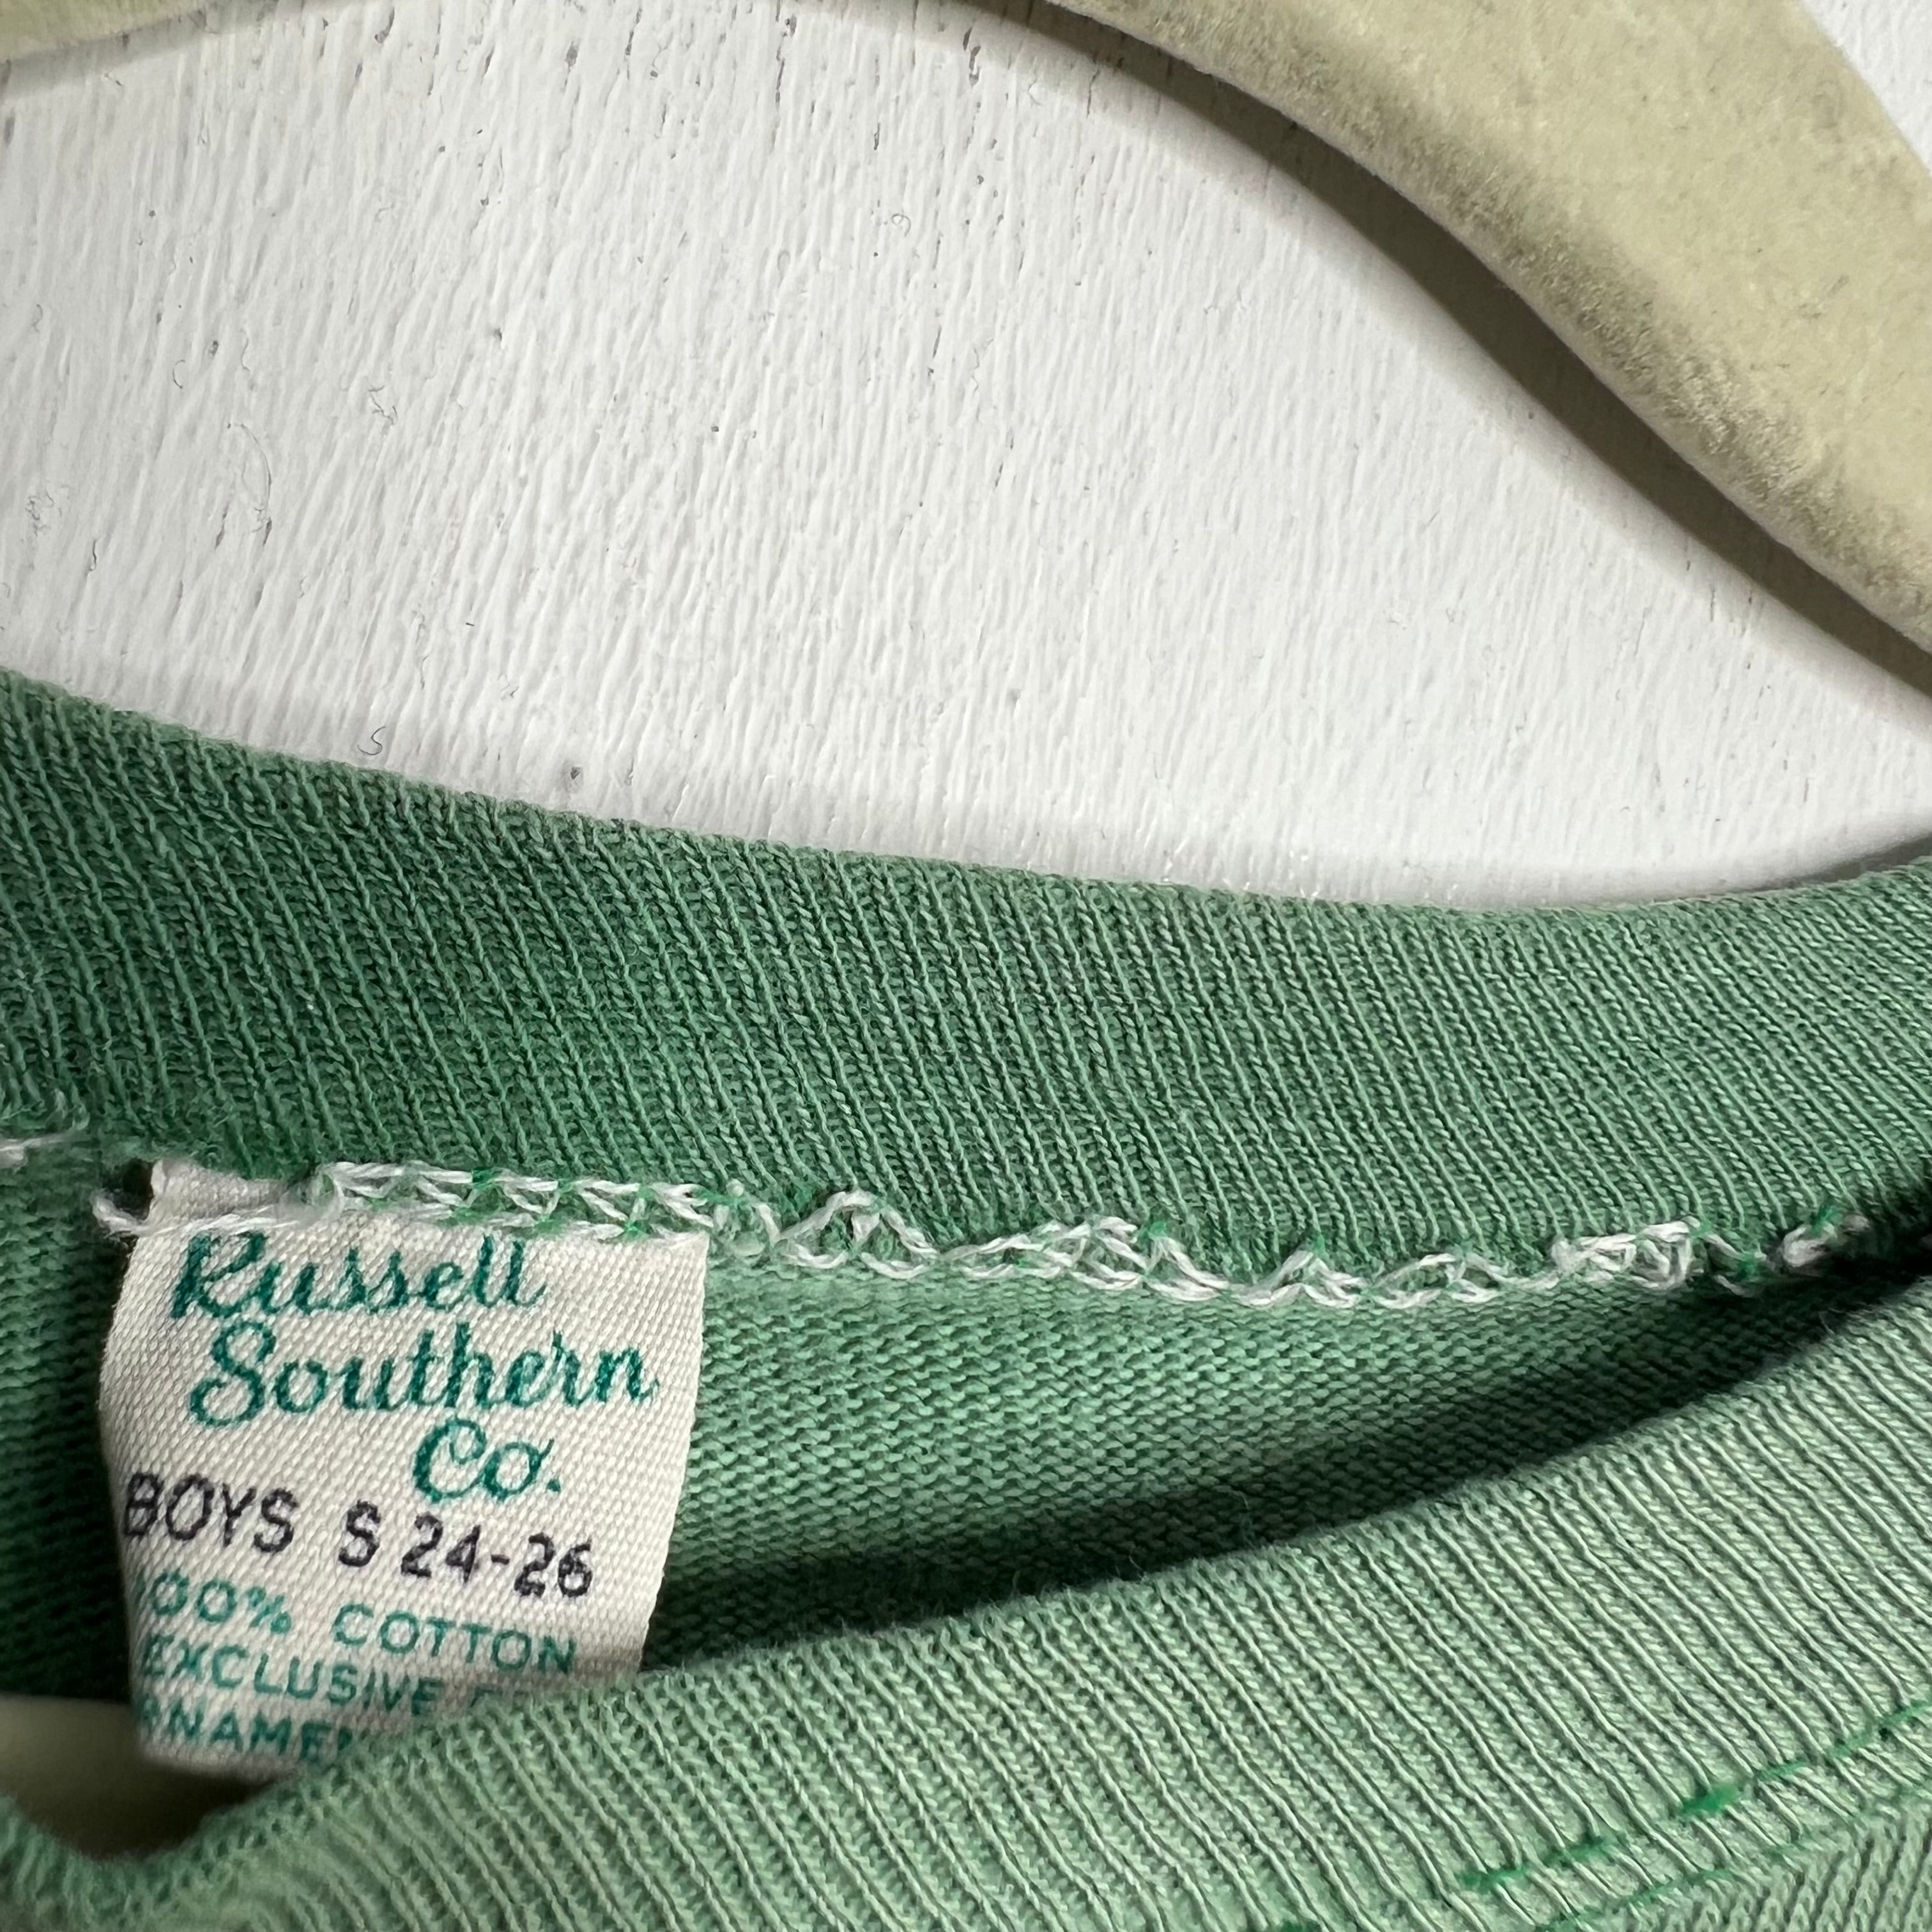 Russell
Southern
Co.
BOYS S 24-26
100% COTTON
EXCLUSIVE